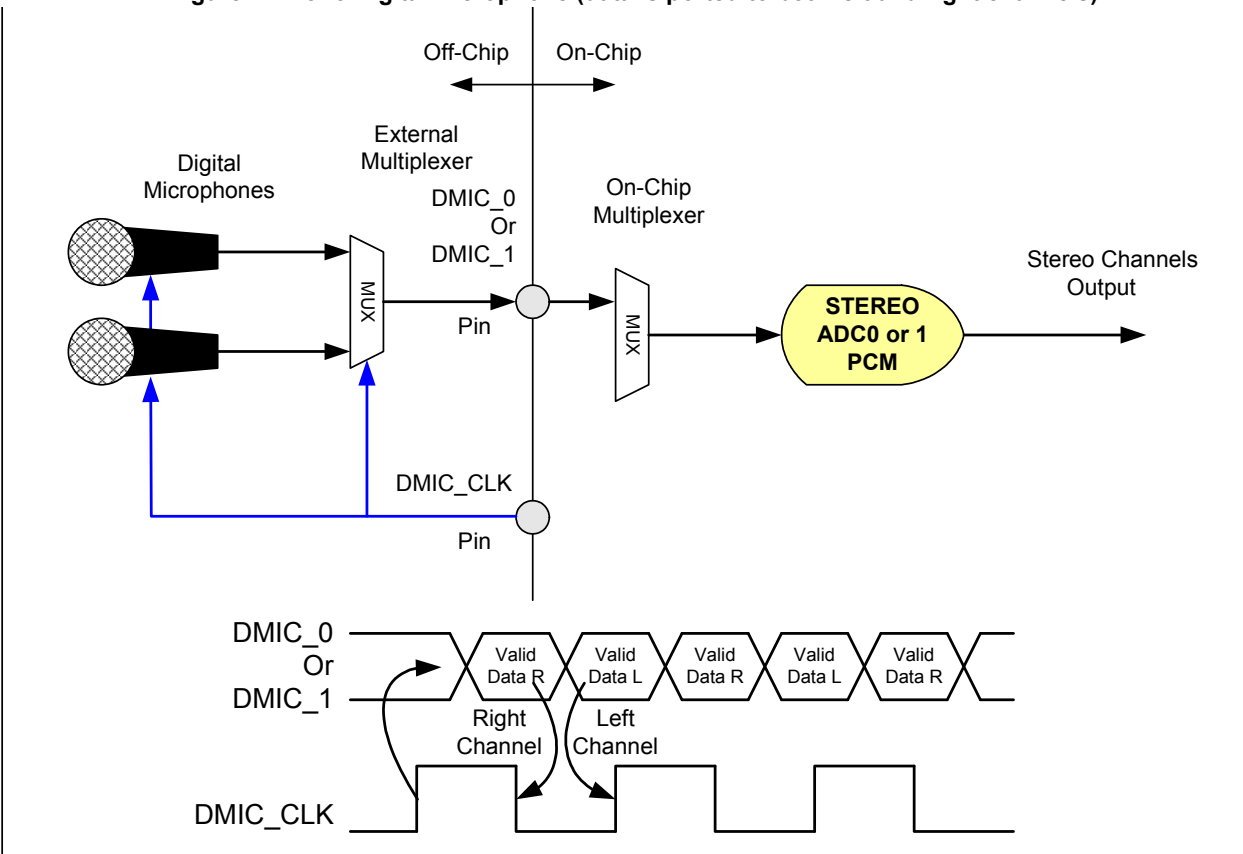 Off-Chip
On-Chip
External
Multiplexer
Digital
Microphones
DMIC_0
Or
DMIC_1
On-Chip
Multiplexer
Stereo Channels
Output
MUX
Pin
MUX
STEREO
ADC0 or 1
PCM
DMIC_CLK
Pin
DMIC_0
Or
DMIC_1
Valid
Data R
Valid
Data L
Valid
Data R
Valid
Data L
Valid
Data R
Right
Channel
Left
Channel
DMIC_CLK